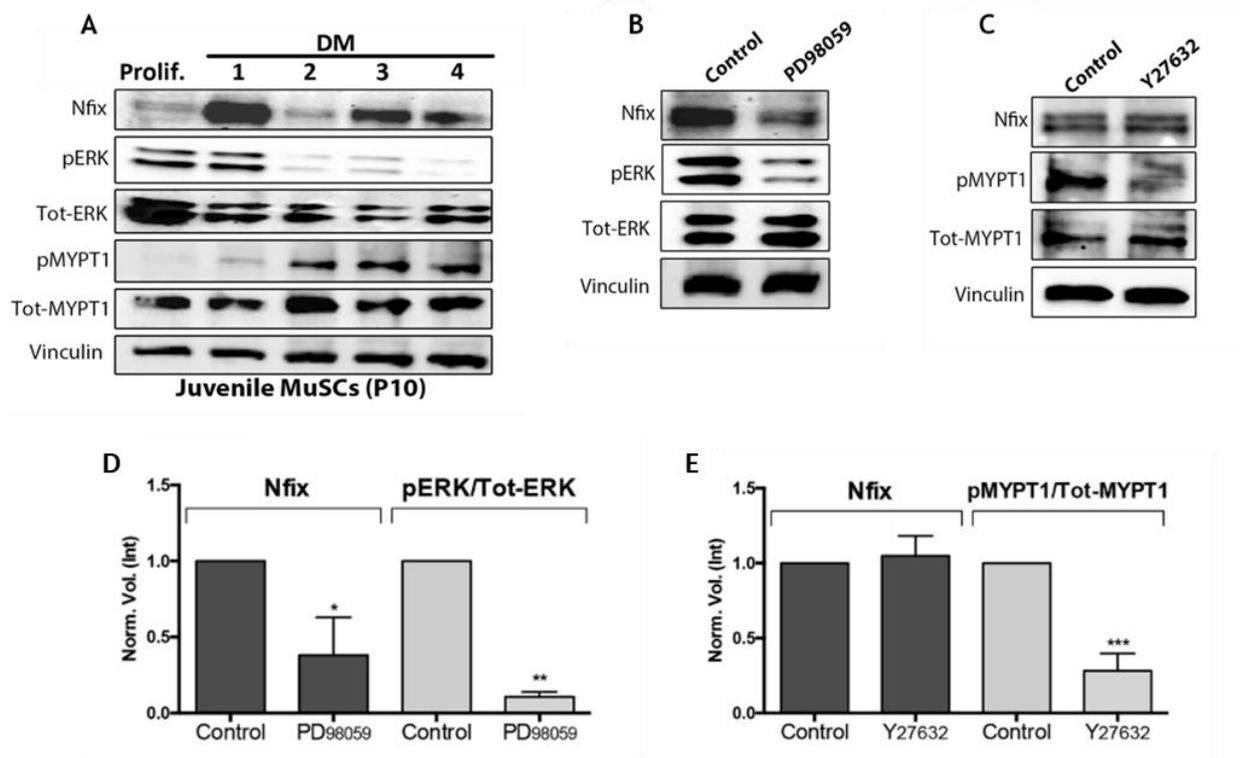 A
DM
Prolif. 1 2 3 4
Nfix
pERK
Tot-ERK
pMYPT1
Tot-MYPT1
Vinculin
Juvenile MuSCs (P10)
B
Control PD98059
Nfix
pERK
Tot-ERK
Vinculin
C
Control Y27632
Nfix
pMYPT1
Tot-MYPT1
Vinculin
D
Nfix pERK/Tot-ERK
Norm. Vol. (Int)
1.5
1.0
0.5
0.0
*
**
Control PD98059 Control PD98059
E
Nfix pMYPT1/Tot-MYPT1
Norm. Vol. (Int)
1.5
1.0
0.5
0.0
***
Control Y27632 Control Y27632